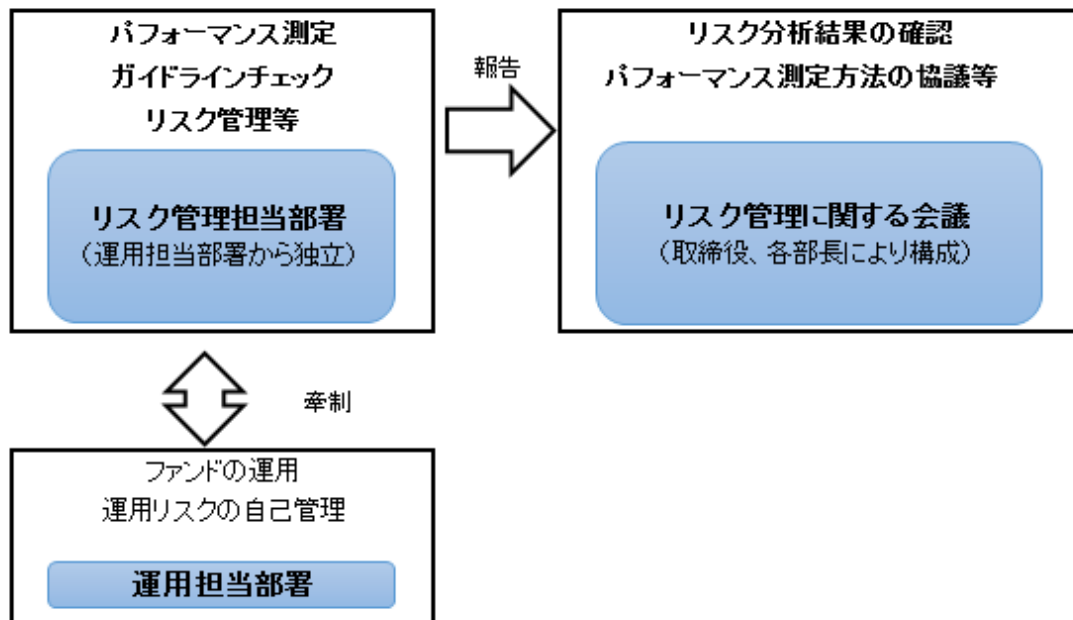 パフォーマンス測定
ガイドラインチェック
リスク管理等
リスク管理担当部署
（運用担当部署から独立）
報告
リスク分析結果の確認
パフォーマンス測定方法の協議等
リスク管理に関する会議
（取締役、各部長により構成）
牽制
ファンドの運用
運用リスクの自己管理
運用担当部署